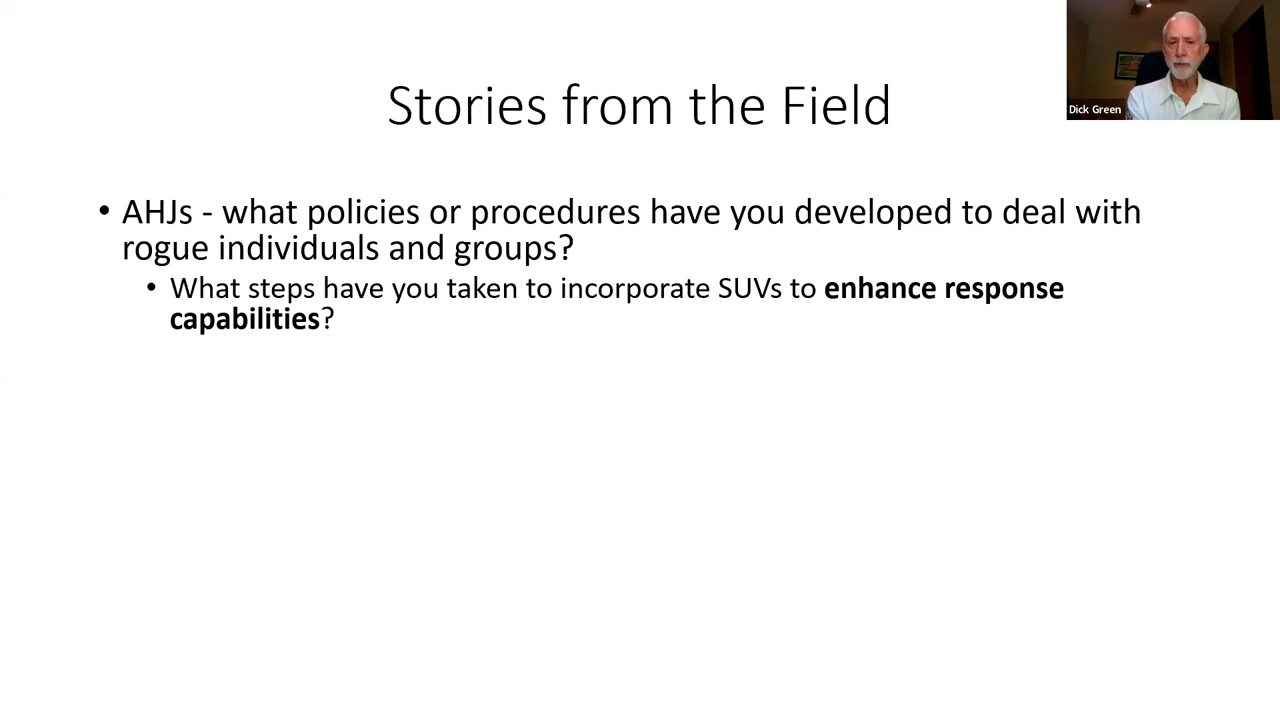 Stories from the Field
Dick Green
• AHJs - what policies or procedures have you developed to deal with
rogue individuals and groups?
• What steps have you taken to incorporate SUVs to enhance response
capabilities?